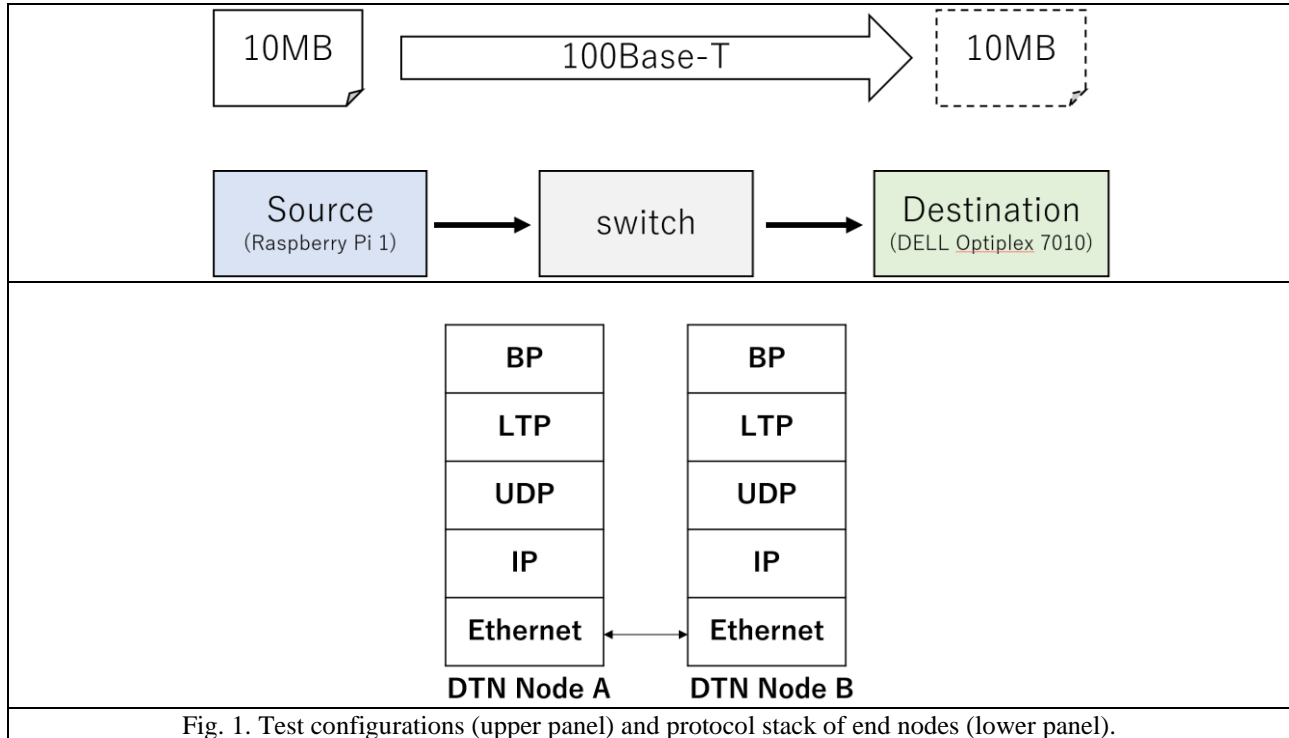 10MB
100Base-T
10MB
Source
(Raspberry Pi 1)
switch
Destination
(DELL Optiplex 7010)
BP
LTP
UDP
IP
Ethernet
DTN Node A
BP
LTP
UDP
IP
Ethernet
DTN Node B
Fig. 1. Test configurations (upper panel) and protocol stack of end nodes (lower panel).